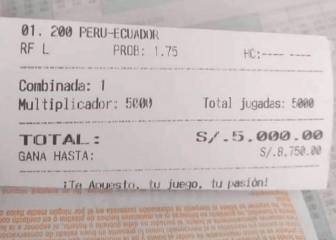 01. 200 PERU-ECUADOR
RF L PROB: 1.75 HC:---- ----
Combinada: 1
Multiplicador: 5000 Total jugadas: 5000
TOTAL: S/.5.000.00
GANA HASTA: S/.8,750.00
¡Te Apuesto, tu juego, tu pasión!